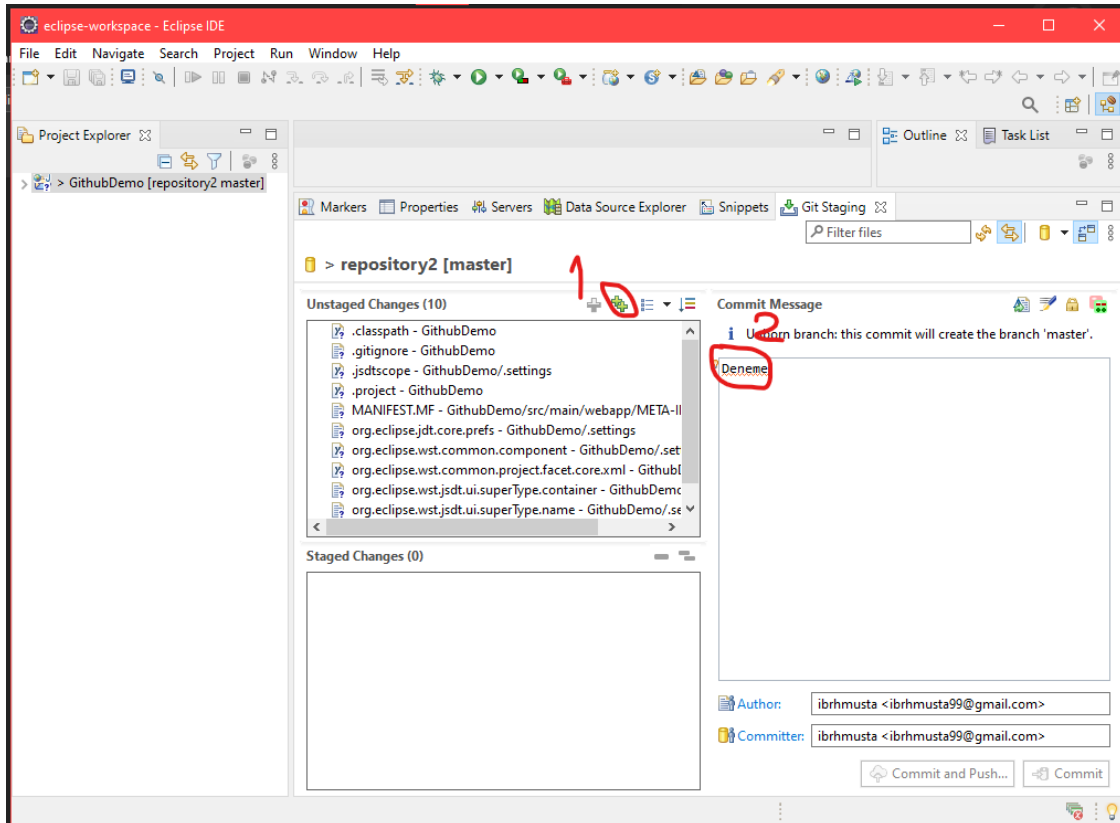 eclipse-workspace - Eclipse IDE
File Edit Navigate Search Project Run Window Help
Project Explorer
Outline Task List
> GithubDemo [repository2 master]
Markers Properties Servers Data Source Explorer Snippets Git Staging
Filter files
> repository2 [master]
1
Unstaged Changes (10)
.classpath - GithubDemo
.gitignore - GithubDemo
.jsdtscope - GithubDemo/.settings
.project - GithubDemo
MANIFEST.MF - GithubDemo/src/main/webapp/META-I
org.eclipse.jdt.core.prefs - GithubDemo/.settings
org.eclipse.wst.common.component - GithubDemo/.set
org.eclipse.wst.common.project.facet.core.xml - Github
org.eclipse.wst.jsdt.ui.superType.container - GithubDemo
org.eclipse.wst.jsdt.ui.superType.name - GithubDemo/.se
Staged Changes (0)
Commit Message
2
Unborn branch: this commit will create the branch 'master'.
Deneme
Author: ibrhmusta <ibrhmusta99@gmail.com>
Committer: ibrhmusta <ibrhmusta99@gmail.com>
Commit and Push... Commit